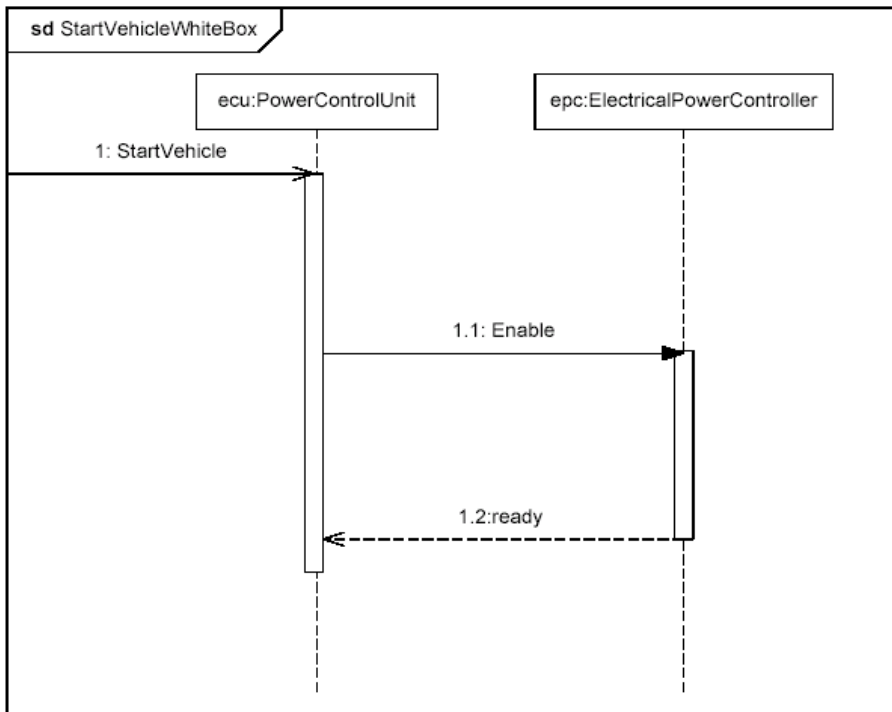 sd StartVehicleWhiteBox
ecu:PowerControlUnit
epc:ElectricalPowerController
1: StartVehicle
1.1: Enable
1.2:ready